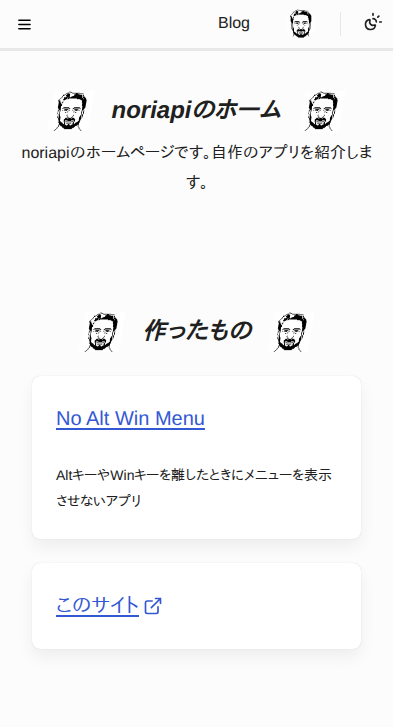 Blog
noriapiのホーム
noriapiのホームページです。自作のアプリを紹介しま
す。
作ったもの
No Alt Win Menu
AltキーやWinキーを離したときにメニューを表示
させないアプリ
このサイト